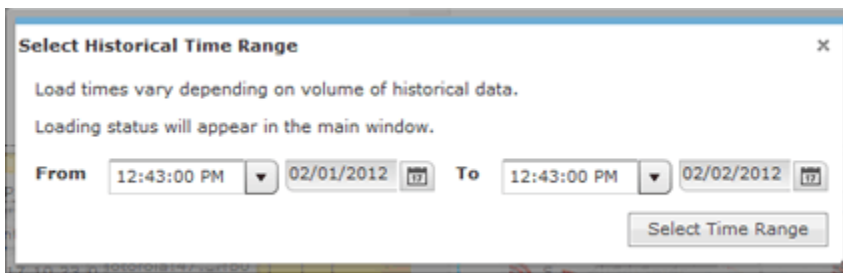 Select Historical Time Range
Load times vary depending on volume of historical data.
Loading status will appear in the main window.
From 12:43:00 PM 02/01/2012 17 To 12:43:00 PM 02/02/2012 17
Select Time Range